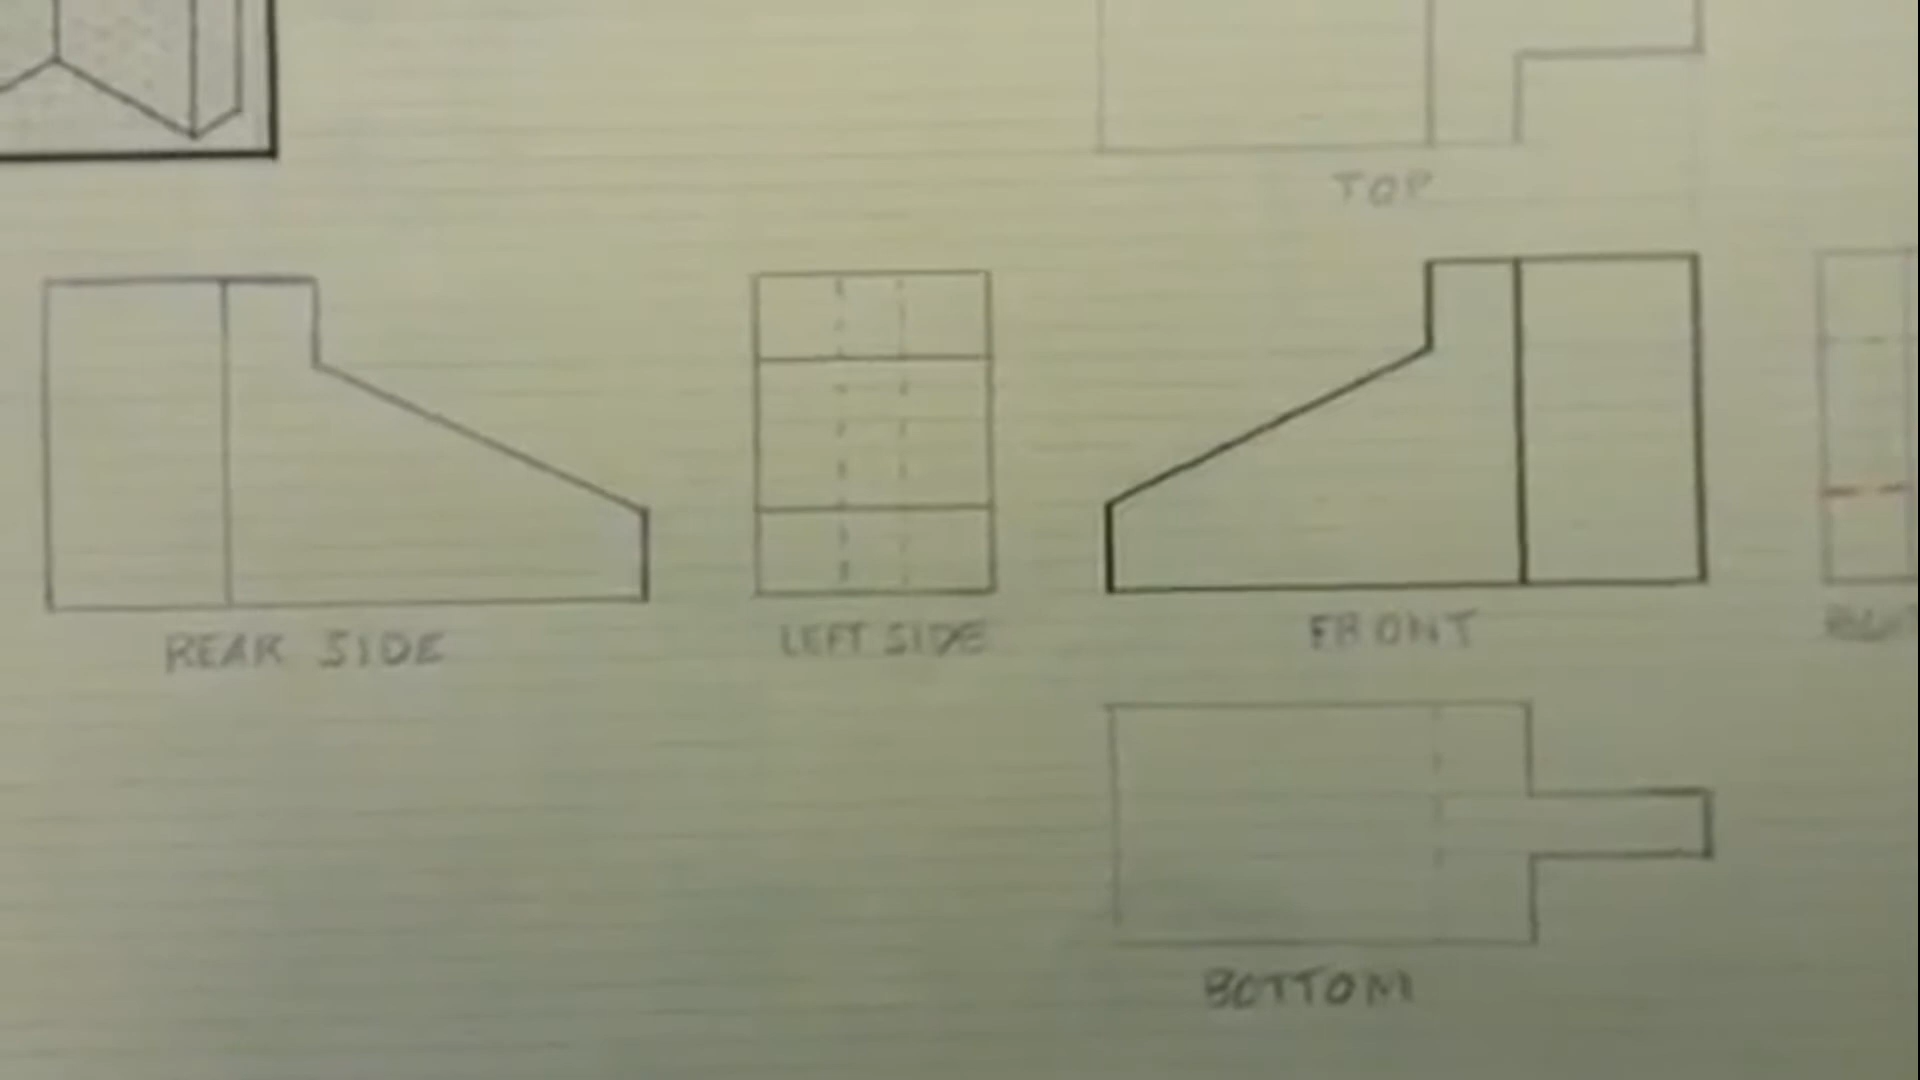 TOP
REAR SIDE
LEFT SIDE
FRONT
BOTTOM